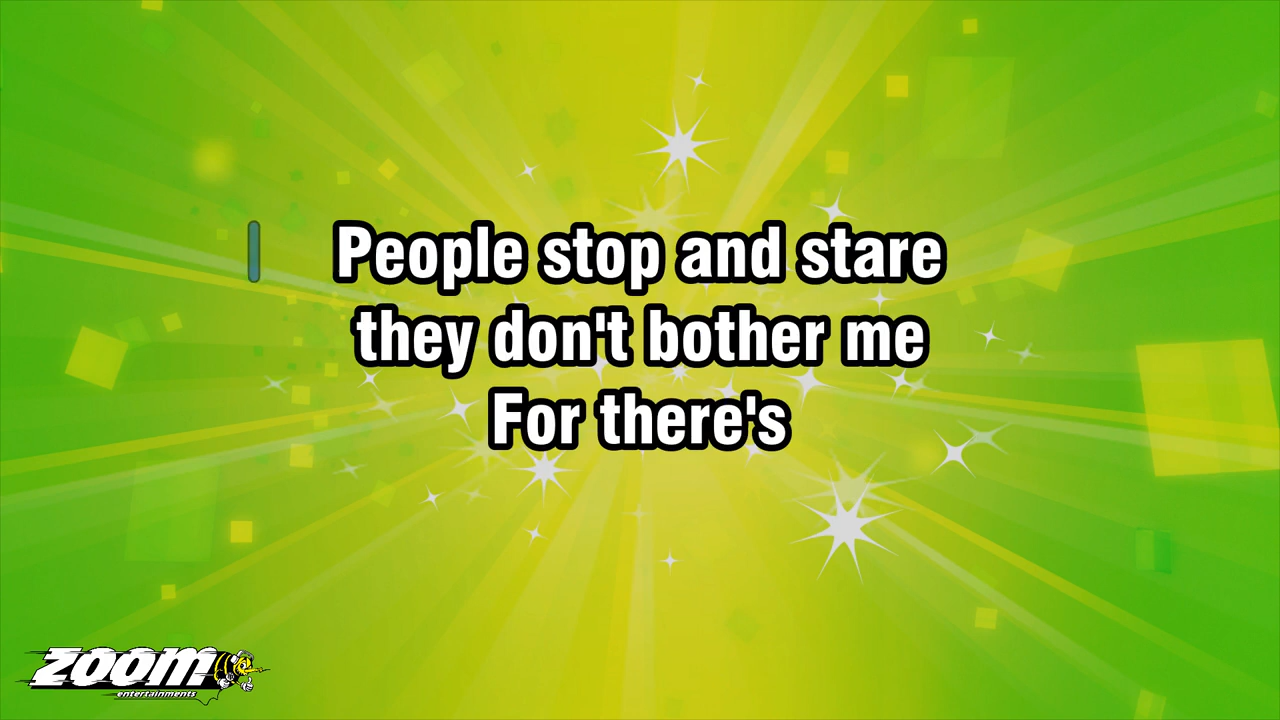 People stop and stare
they don't bother me
For there's
zoom
entertainments